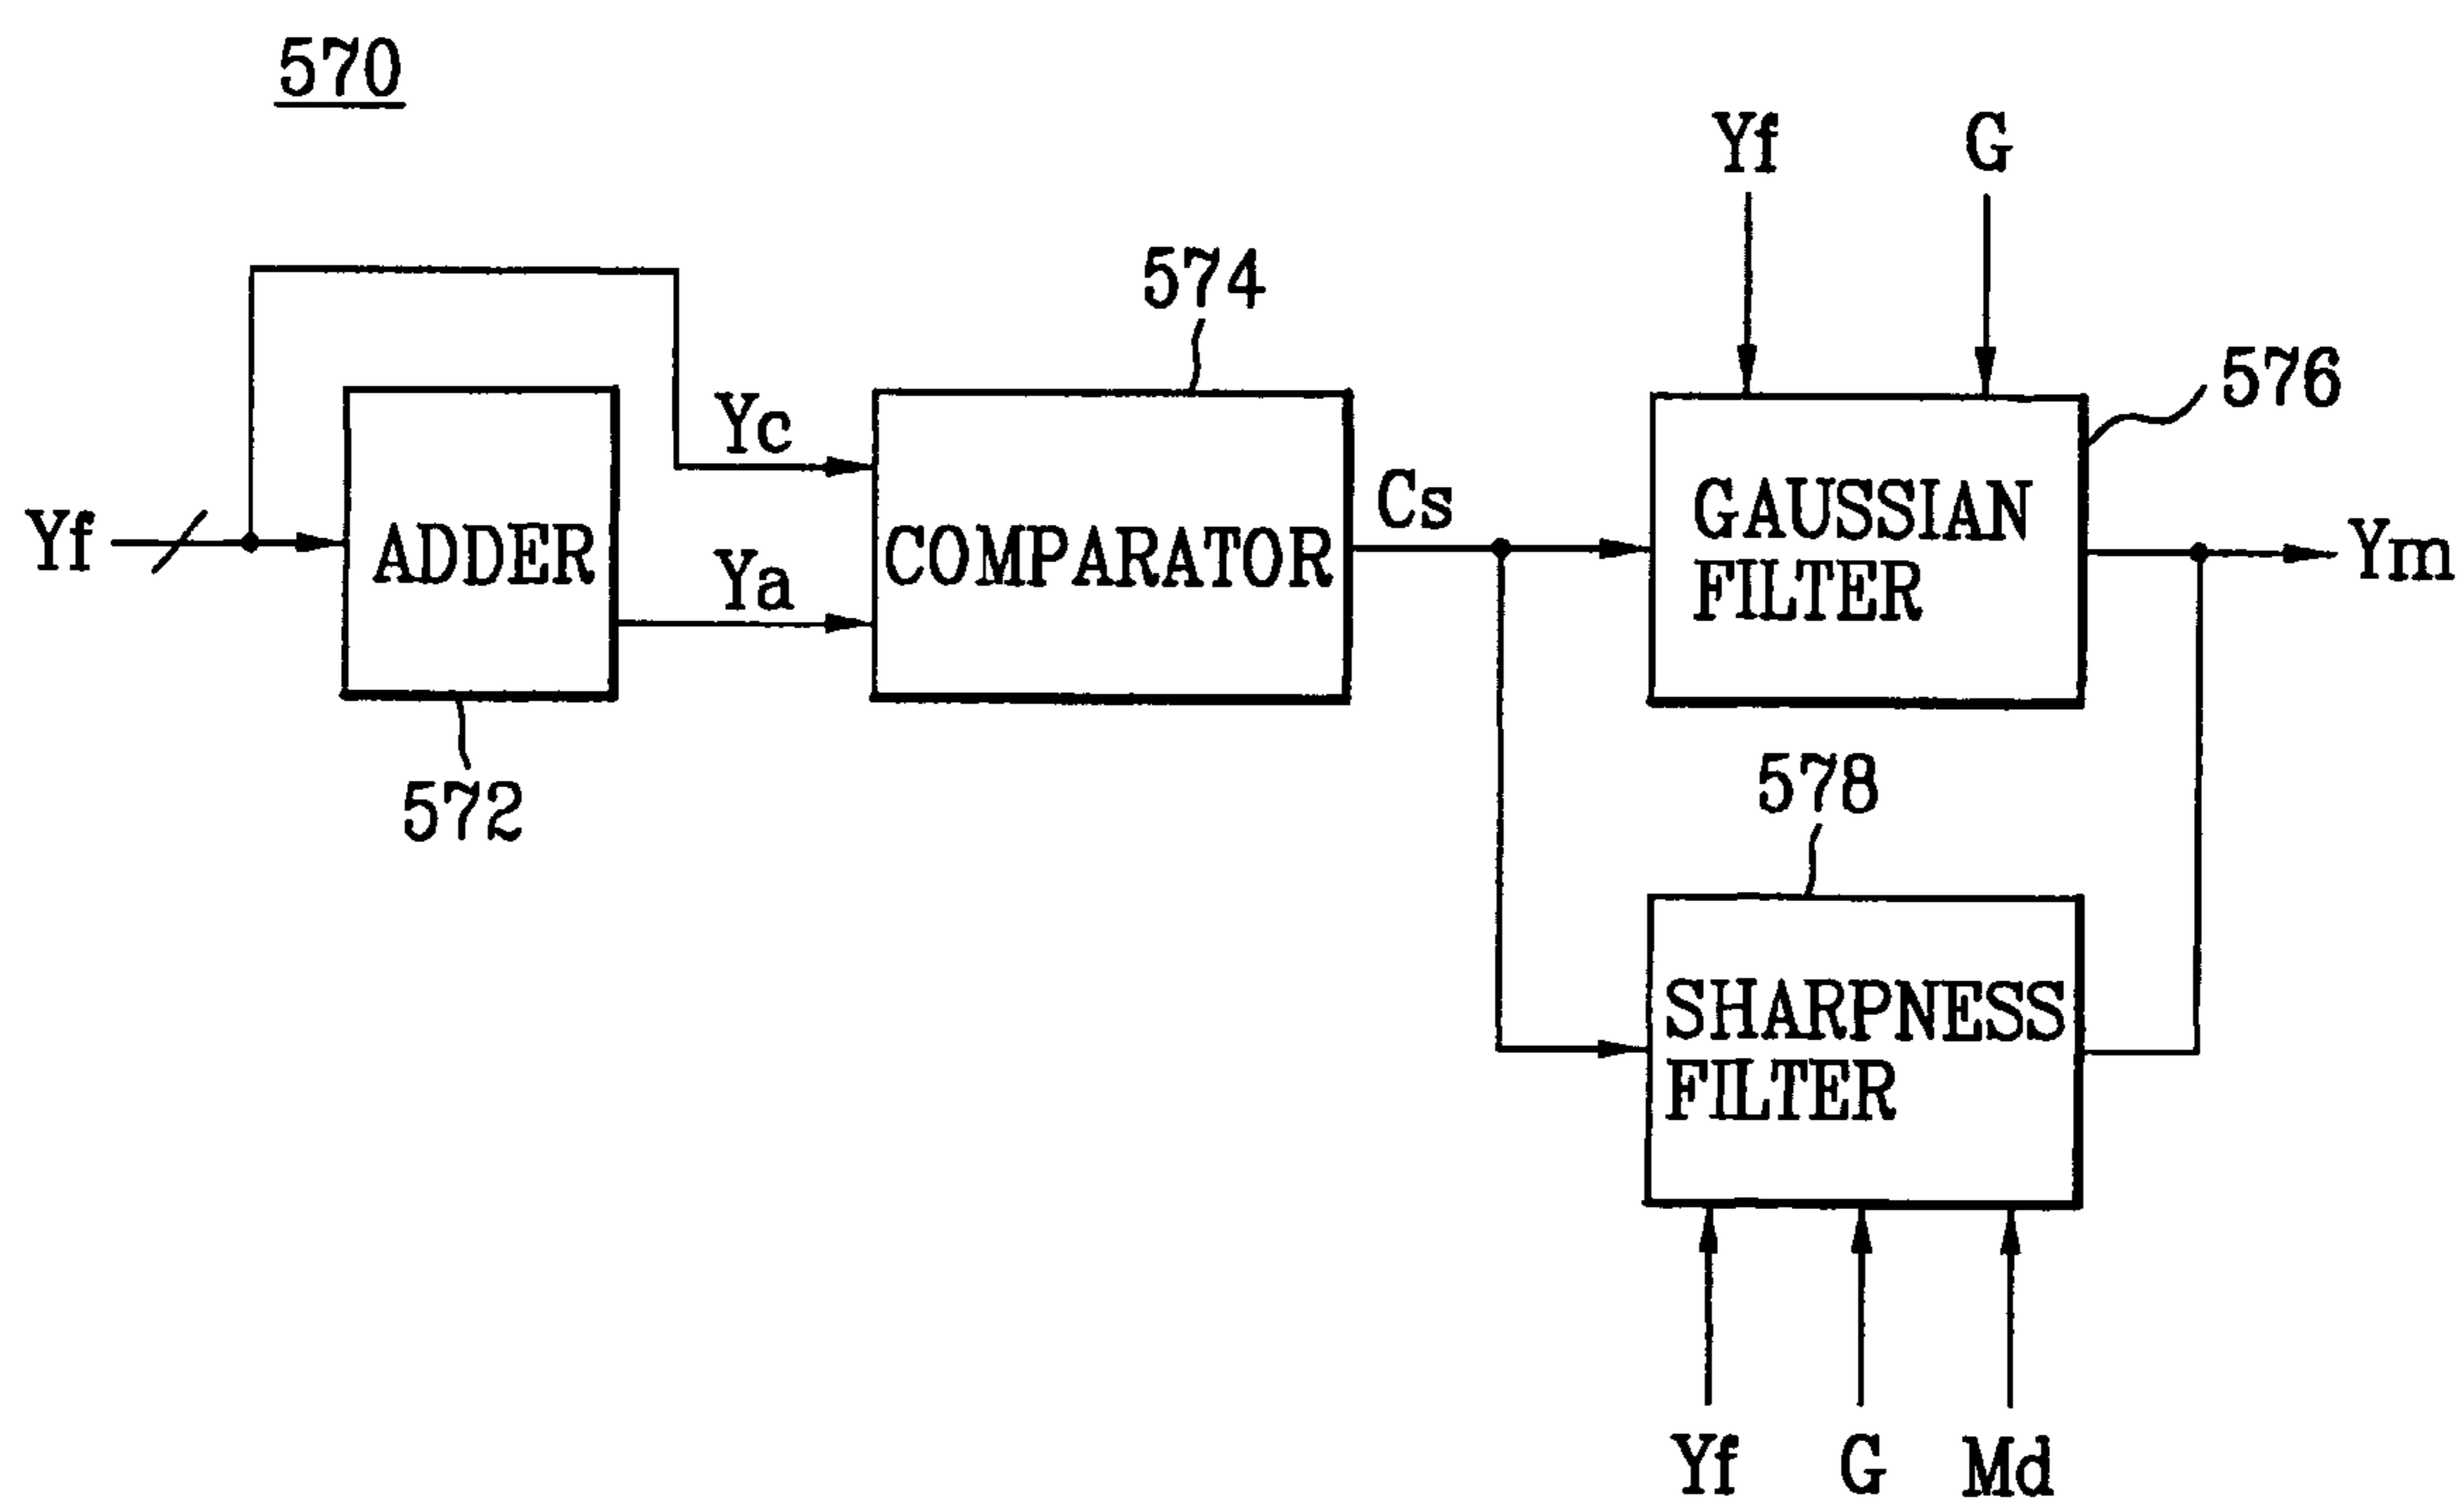 570
Yf
G
574
576
Yc
Cs
GAUSSIAN
FILTER
Yf
ADDER
Ya
COMPARATOR
Ym
572
578
SHARPNESS
FILTER
Yf
G
Md